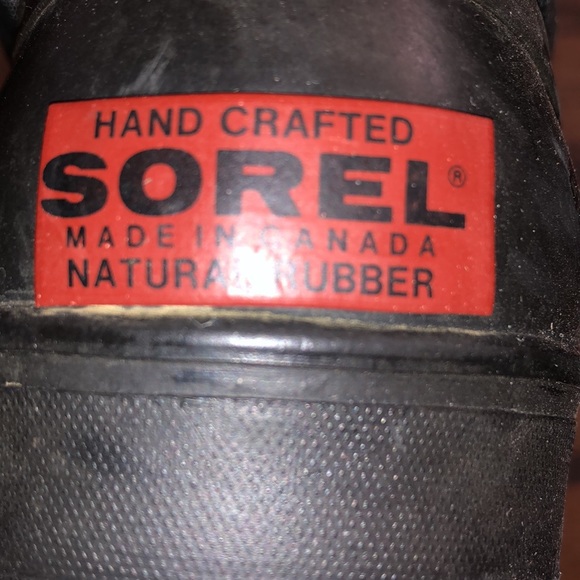 HAND CRAFTED
SOREL®
MADE IN CANADA
NATURAL RUBBER